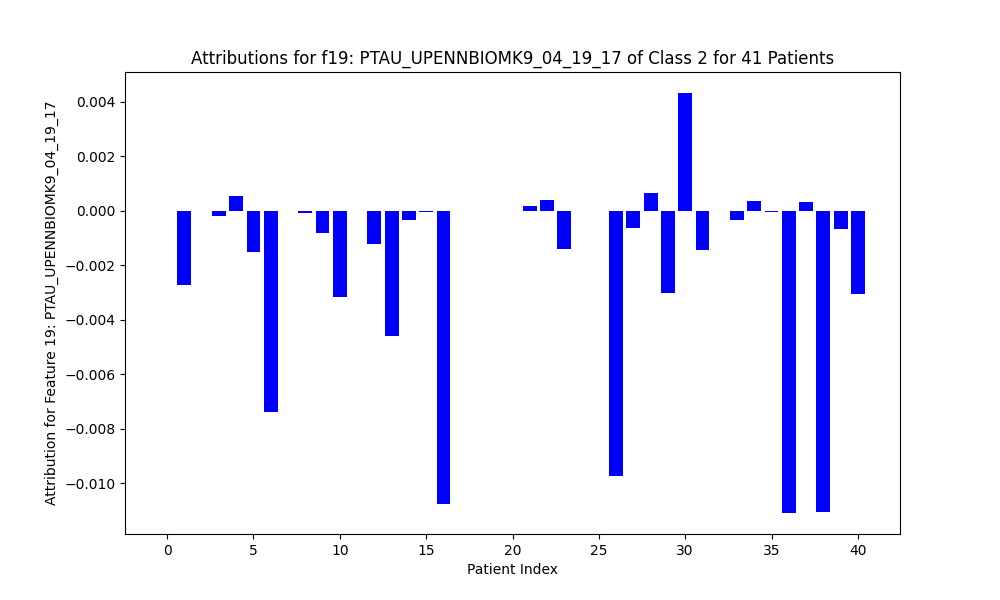 Attributions for f19: PTAU_UPENNBIOMK9_04_19_17 of Class 2 for 41 Patients
Attribution for Feature 19: PTAU_UPENNBIOMK9_04_19_17
0.004
0.002
0.000
−0.002
−0.004
−0.006
−0.008
−0.010
0 5 10 15 20 25 30 35 40
Patient Index